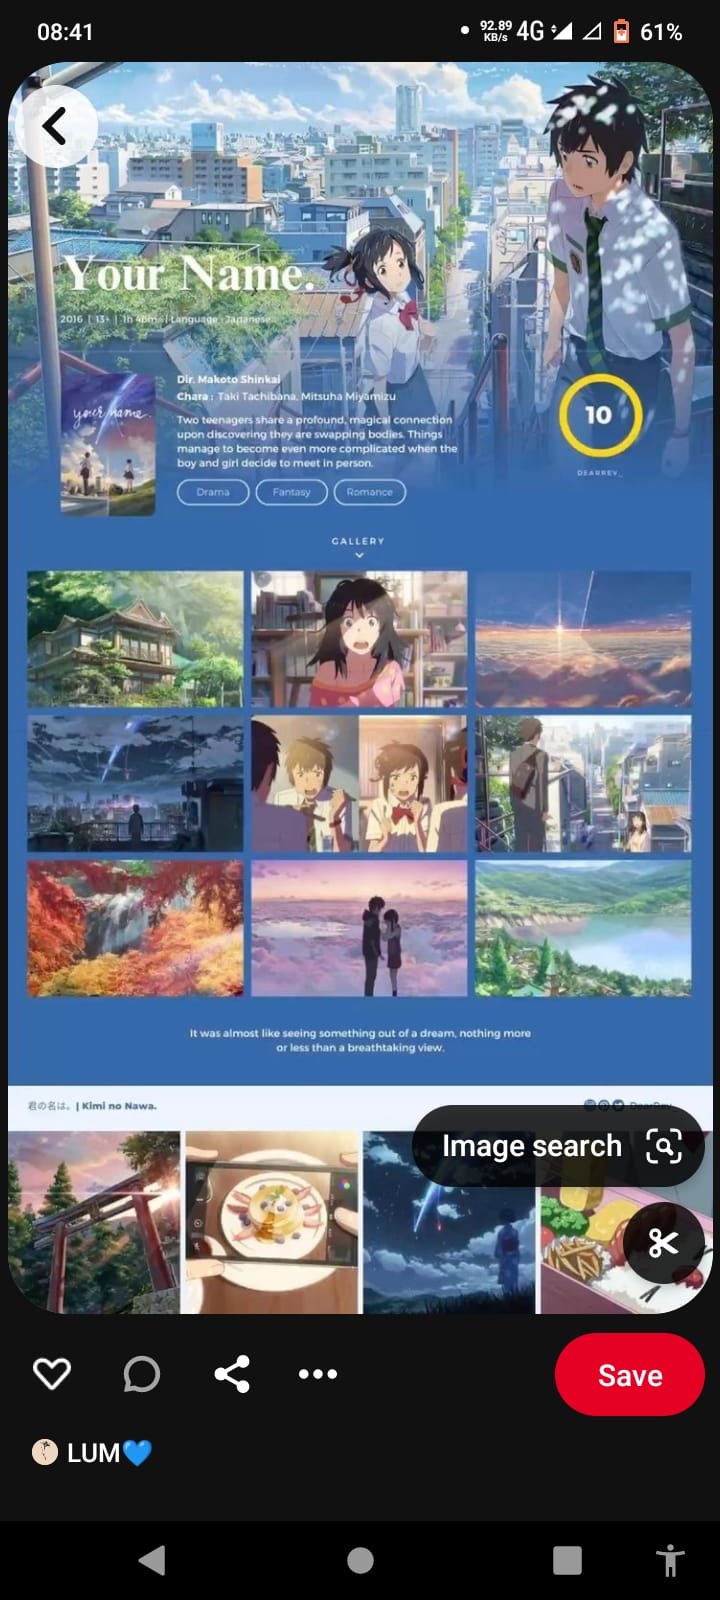 08:41
92.89 KB/s 4G 61%
Your Name.
2016 | 13+ | 1h 46m | Language : Japanese
Dir. Makoto Shinkai
Chara : Taki Tachibana, Mitsuha Miyamizu
your name.
Two teenagers share a profound, magical connection
upon discovering they are swapping bodies. Things
manage to become even more complicated when the
boy and girl decide to meet in person.
10
DEARREV_
Drama Fantasy Romance
GALLERY
It was almost like seeing something out of a dream, nothing more
or less than a breathtaking view.
君の名は。 | Kimi no Nawa.
DearRev_
Image search
Save
LUM💙